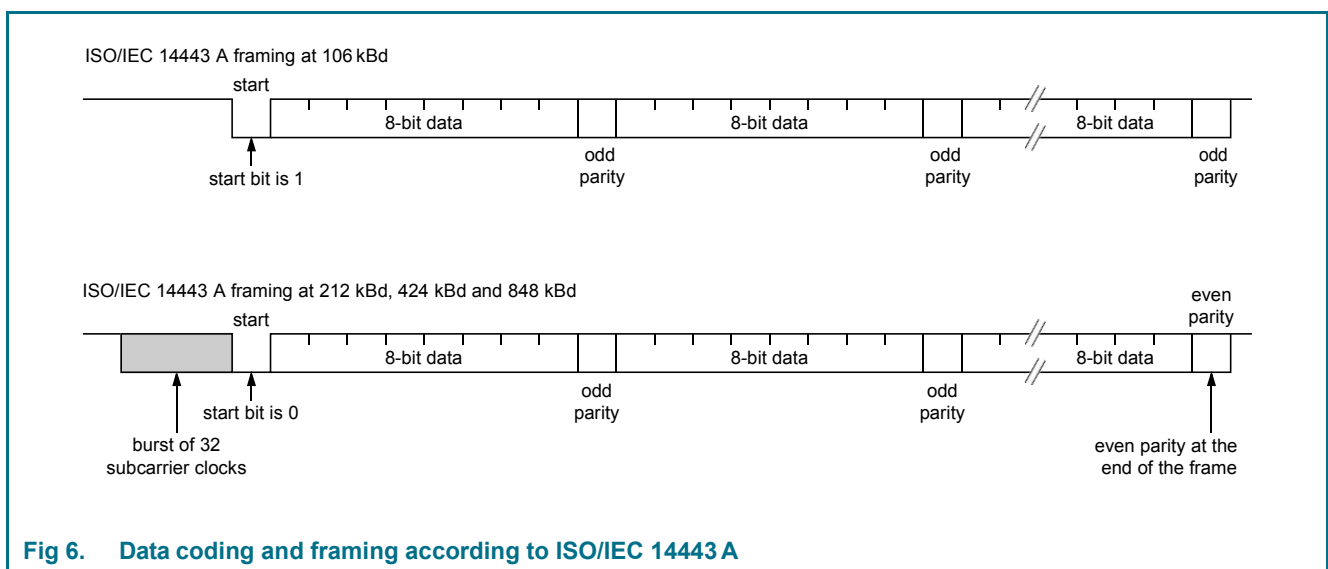 ISO/IEC 14443 A framing at 106 kBd
start
8-bit data
8-bit data
8-bit data
odd
parity
odd
parity
odd
parity
start bit is 1
ISO/IEC 14443 A framing at 212 kBd, 424 kBd and 848 kBd
even
parity
start
8-bit data
8-bit data
8-bit data
odd
parity
odd
parity
start bit is 0
burst of 32
subcarrier clocks
even parity at the
end of the frame
Fig 6. Data coding and framing according to ISO/IEC 14443 A